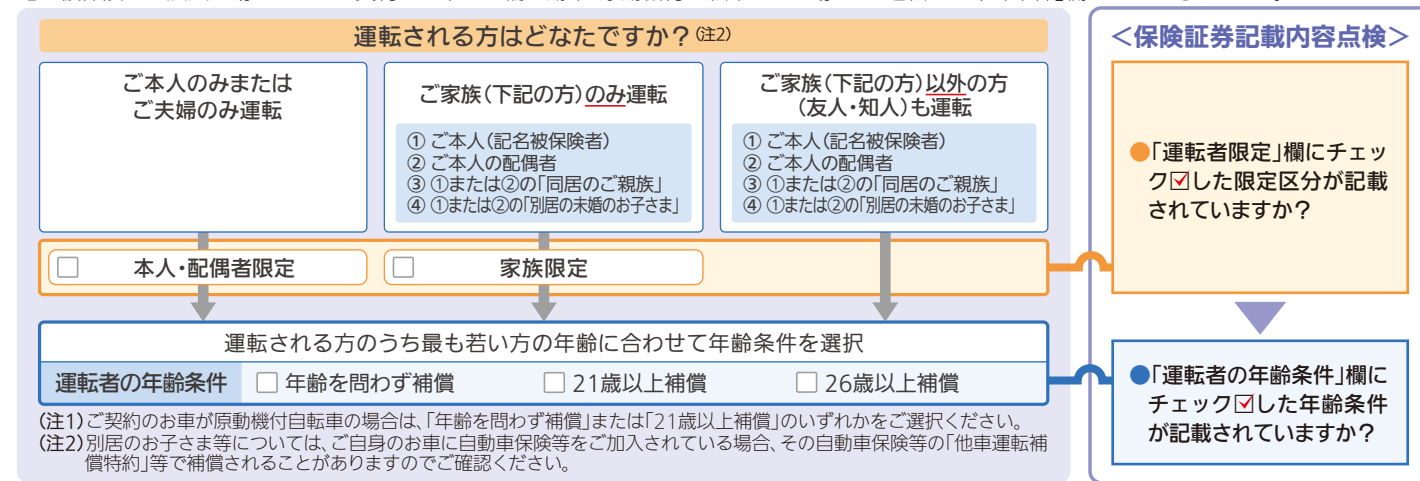 運転される方はどなたですか？(注2)
ご本人のみまたは
ご夫婦のみ運転
ご家族（下記の方）のみ運転
① ご本人（記名被保険者）
② ご本人の配偶者
③ ①または②の「同居のご親族」
④ ①または②の「別居の未婚のお子さま」
ご家族（下記の方）以外の方
（友人・知人）も運転
① ご本人（記名被保険者）
② ご本人の配偶者
③ ①または②の「同居のご親族」
④ ①または②の「別居の未婚のお子さま」
本人・配偶者限定
家族限定
運転される方のうち最も若い方の年齢に合わせて年齢条件を選択
運転者の年齢条件 □ 年齢を問わず補償 □ 21歳以上補償 □ 26歳以上補償
(注1)ご契約のお車が原動機付自転車の場合は、「年齢を問わず補償」または「21歳以上補償」のいずれかをご選択ください。
(注2)別居のお子さま等については、ご自身のお車に自動車保険等をご加入されている場合、その自動車保険等の「他車運転補
償特約」等で補償されることがありますのでご確認ください。
＜保険証券記載内容点検＞
●「運転者限定」欄にチェッ
ク☑した限定区分が記載
されていますか？
●「運転者の年齢条件」欄に
チェック☑した年齢条件
が記載されていますか？